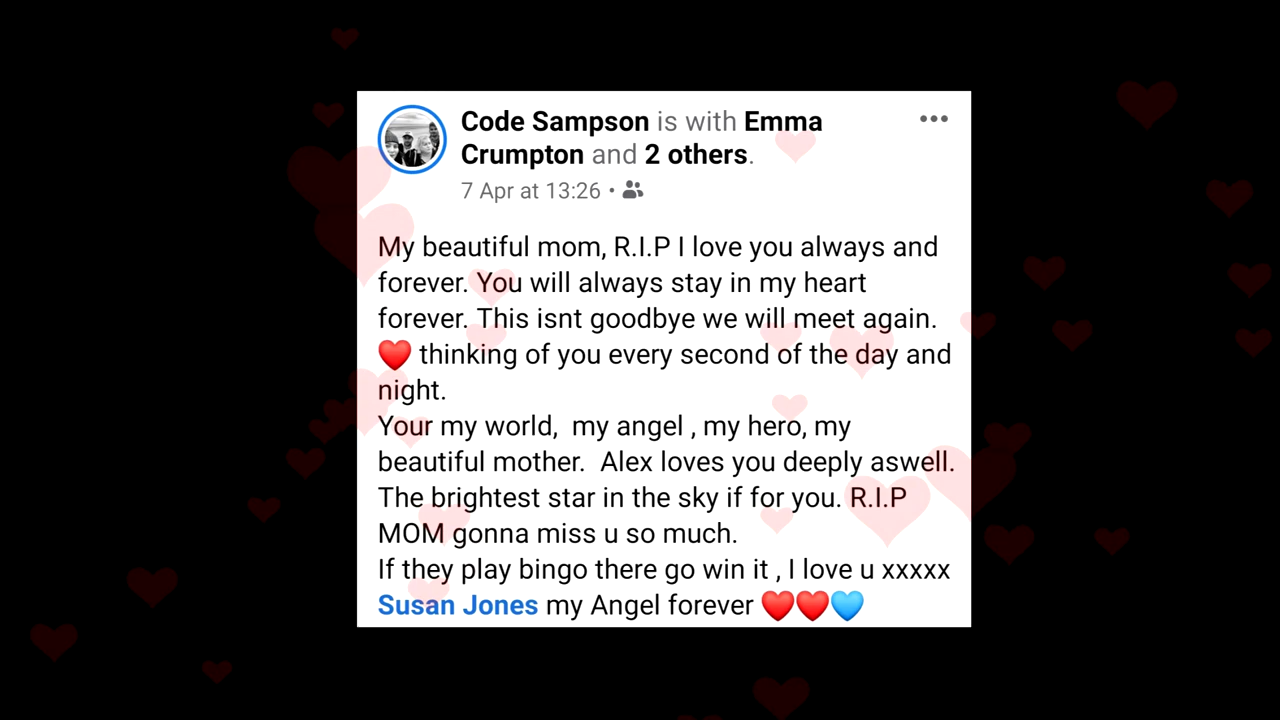 Code Sampson is with Emma
Crumpton and 2 others.
7 Apr at 13:26 •
My beautiful mom, R.I.P I love you always and
forever. You will always stay in my heart
forever. This isnt goodbye we will meet again.
❤️ thinking of you every second of the day and
night.
Your my world,  my angel , my hero, my
beautiful mother.  Alex loves you deeply aswell.
The brightest star in the sky if for you. R.I.P
MOM gonna miss u so much.
If they play bingo there go win it , I love u xxxxx
Susan Jones my Angel forever ❤️❤️💙